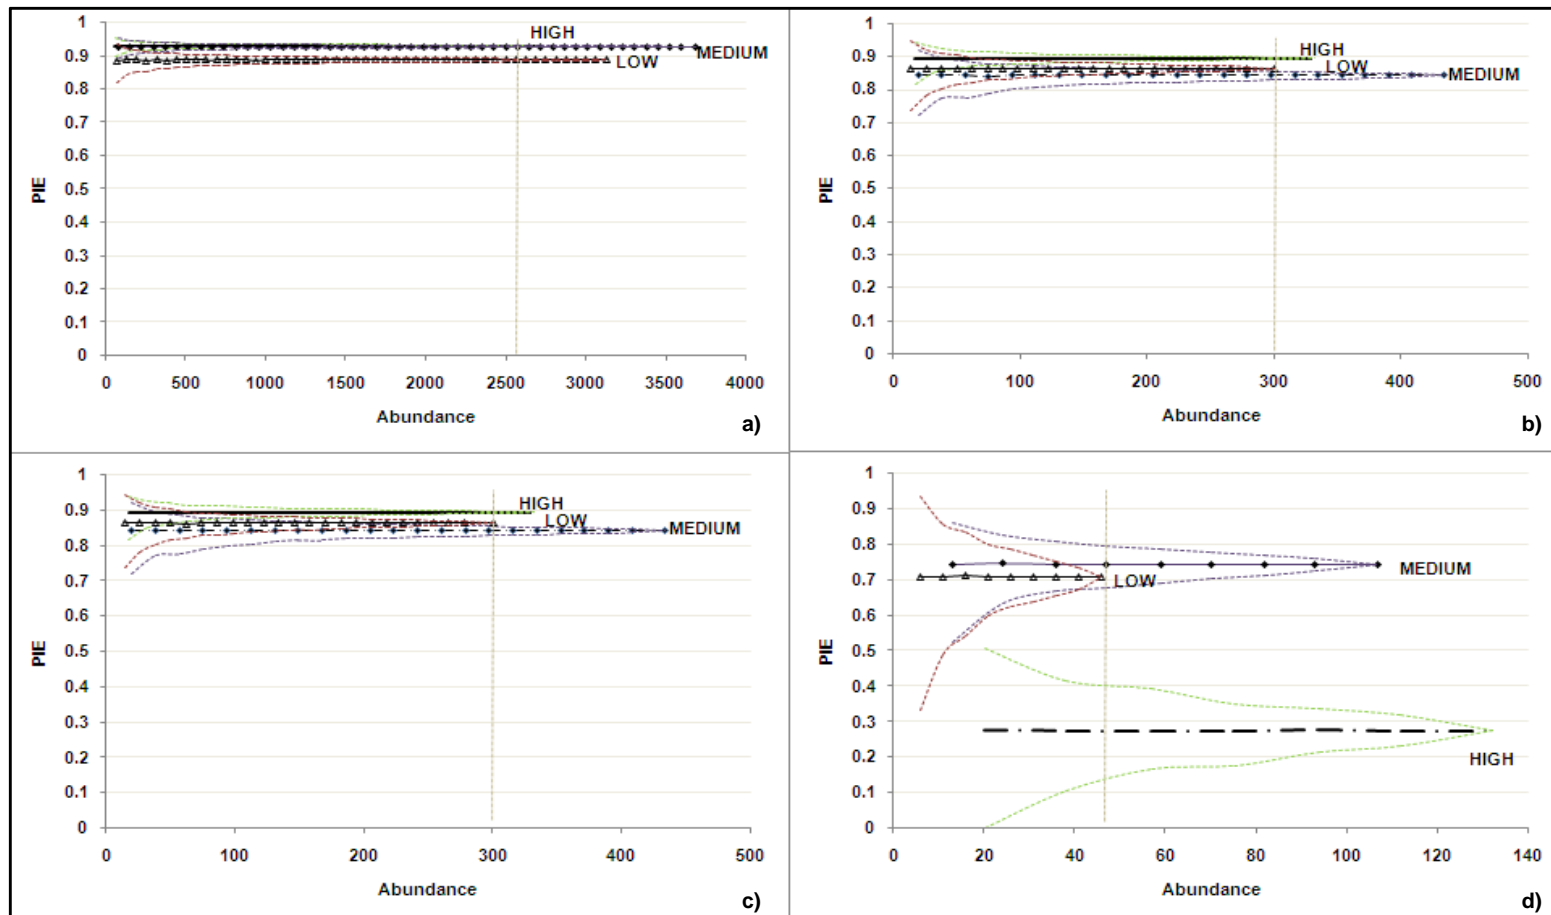 1
0.9
0.8
0.7
0.6
0.5
0.4
0.3
0.2
0.1
0
PIE
HIGH
MEDIUM
LOW
0 500 1000 1500 2000 2500 3000 3500 4000
Abundance
a)
1
0.9
0.8
0.7
0.6
0.5
0.4
0.3
0.2
0.1
0
PIE
HIGH
LOW
MEDIUM
0 100 200 300 400 500
Abundance
b)
1
0.9
0.8
0.7
0.6
0.5
0.4
0.3
0.2
0.1
0
PIE
HIGH
LOW
MEDIUM
0 100 200 300 400 500
Abundance
c)
1
0.9
0.8
0.7
0.6
0.5
0.4
0.3
0.2
0.1
0
PIE
MEDIUM
LOW
HIGH
0 20 40 60 80 100 120 140
Abundance
d)